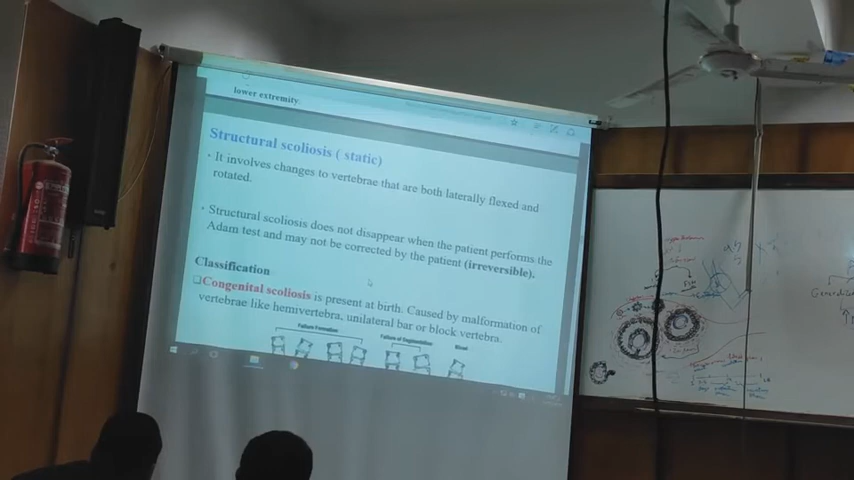 lower extremity.
Structural scoliosis ( static)
• It involves changes to vertebrae that are both laterally flexed and
rotated.
• Structural scoliosis does not disappear when the patient performs the
Adam test and may not be corrected by the patient (irreversible).
Classification
❑Congenital scoliosis is present at birth. Caused by malformation of
vertebrae like hemivertebra, unilateral bar or block vertebra.
Failure Formation
Failure of Segmentation
Mixed